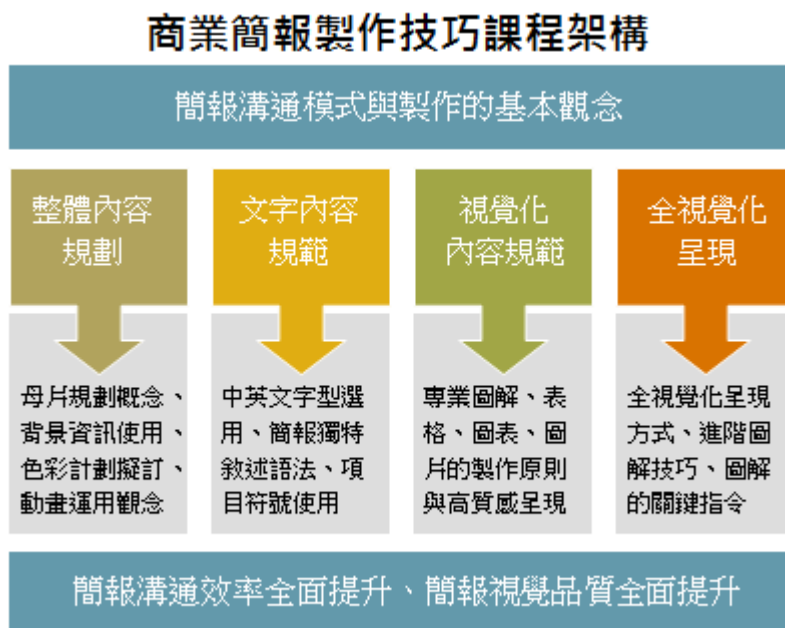 商業簡報製作技巧課程架構
簡報溝通模式與製作的基本觀念
整體內容
規劃
文字內容
規範
視覺化
內容規範
全視覺化
呈現
母片規劃概念、
背景資訊使用、
色彩計劃擬訂、
動畫運用觀念
中英文字型選
用、簡報獨特
敘述語法、項
目符號使用
專業圖解、表
格、圖表、圖
片的製作原則
與高質感呈現
全視覺化呈現
方式、進階圖
解技巧、圖解
的關鍵指令
簡報溝通效率全面提升、簡報視覺品質全面提升